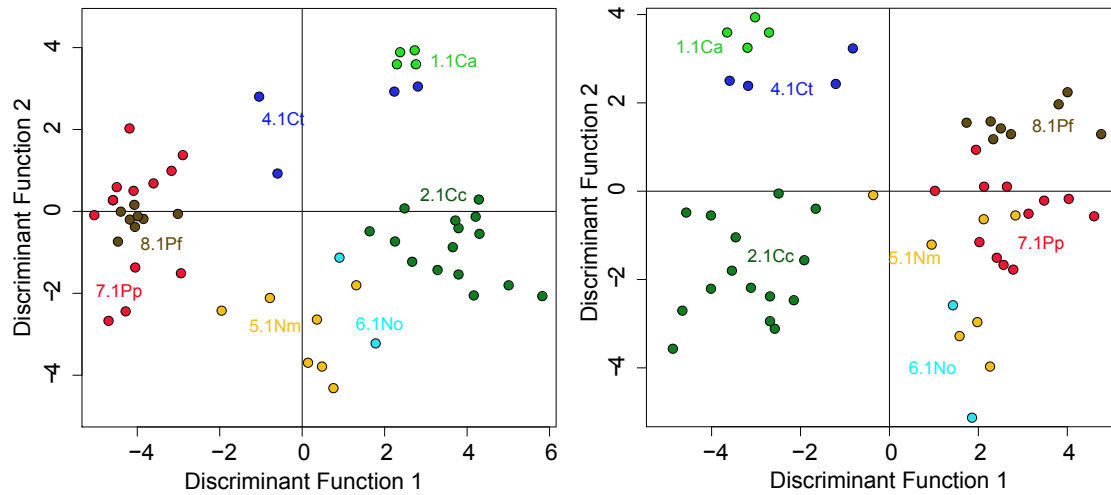 Discriminant Function 2
4
2
0
−2
−4
1.1Ca
4.1Ct
2.1Cc
8.1Pf
7.1Pp
5.1Nm
6.1No
−4 −2 0 2 4 6
Discriminant Function 1
Discriminant Function 2
4
2
0
−2
−4
1.1Ca
4.1Ct
8.1Pf
7.1Pp
5.1Nm
2.1Cc
6.1No
−4 −2 0 2 4
Discriminant Function 1